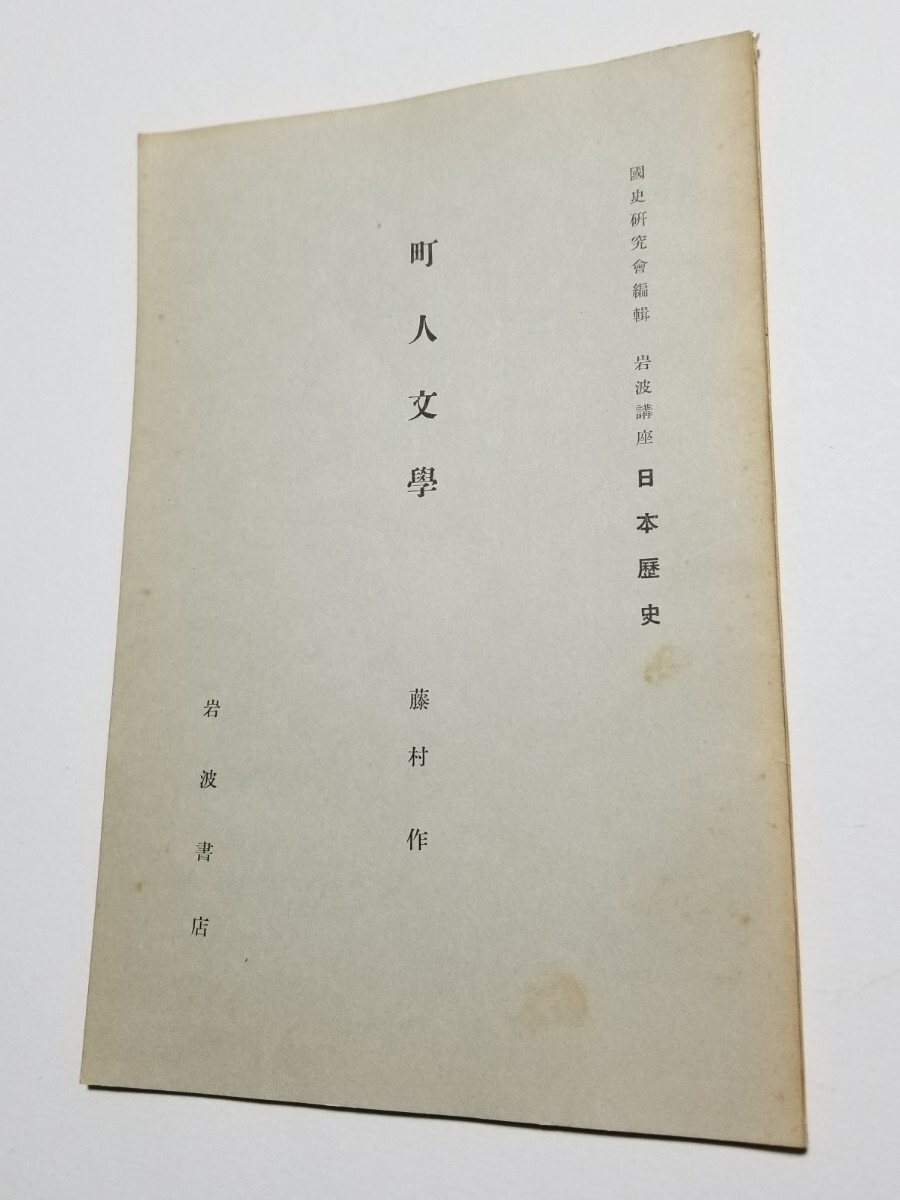 國史研究會編輯 岩波講座 日本歷史
町人文學 藤村作
岩波書店